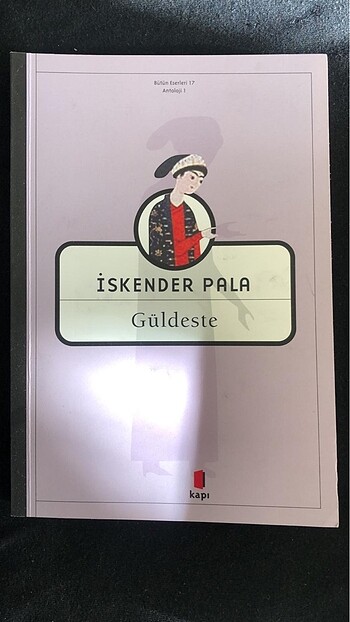 Bütün Eserleri 17
Antoloji 1
İSKENDER PALA
Güldeste
kapı